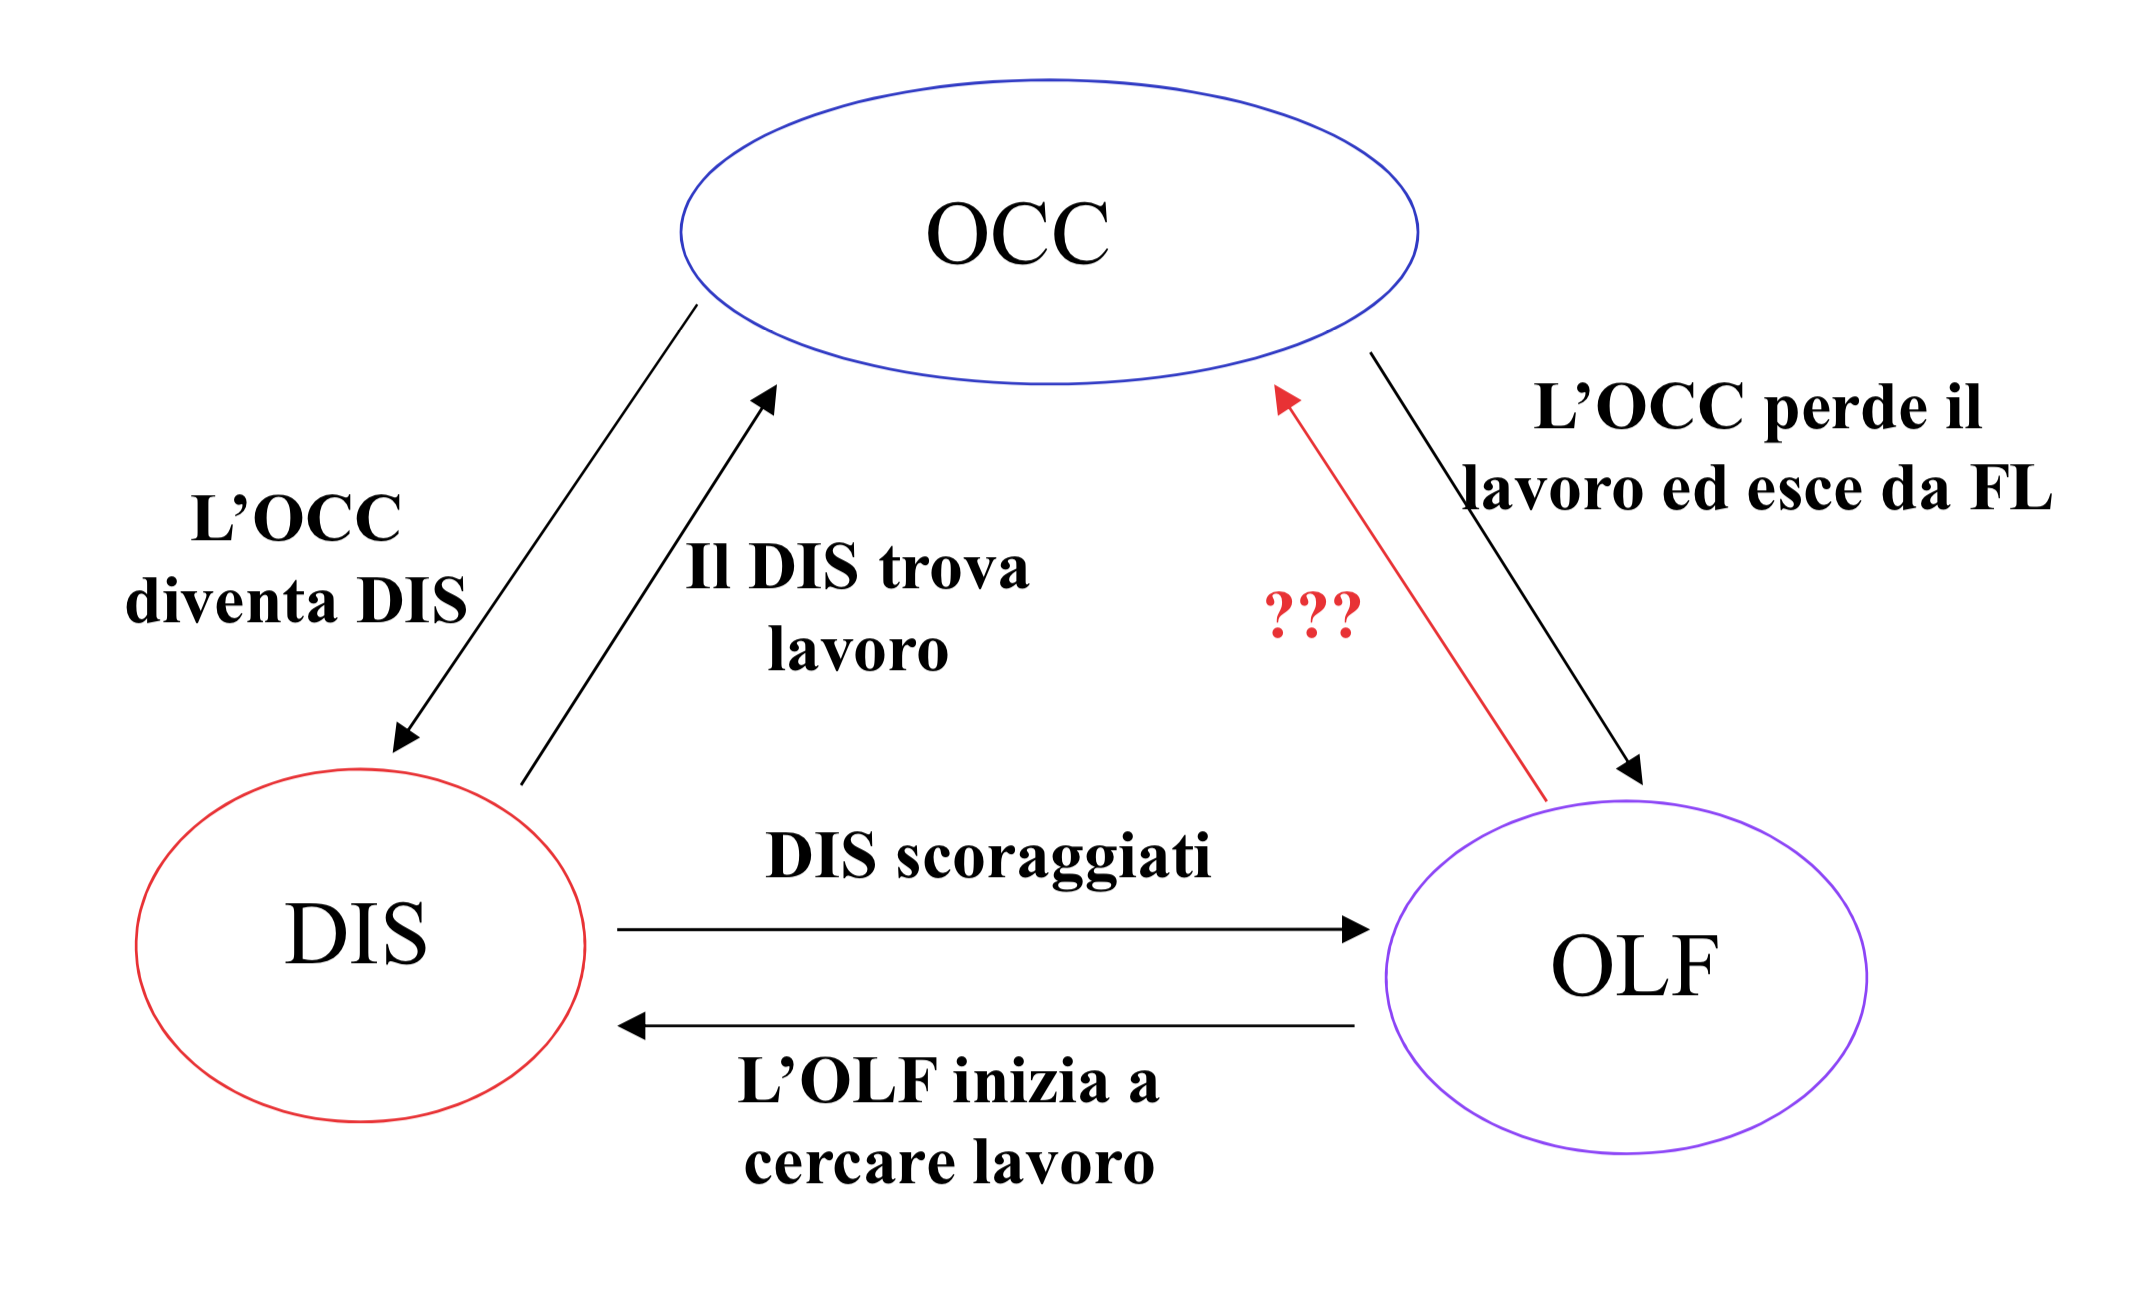 OCC
L’OCC perde il
lavoro ed esce da FL
L’OCC
diventa DIS
Il DIS trova
lavoro
???
DIS scoraggiati
DIS
OLF
L’OLF inizia a
cercare lavoro